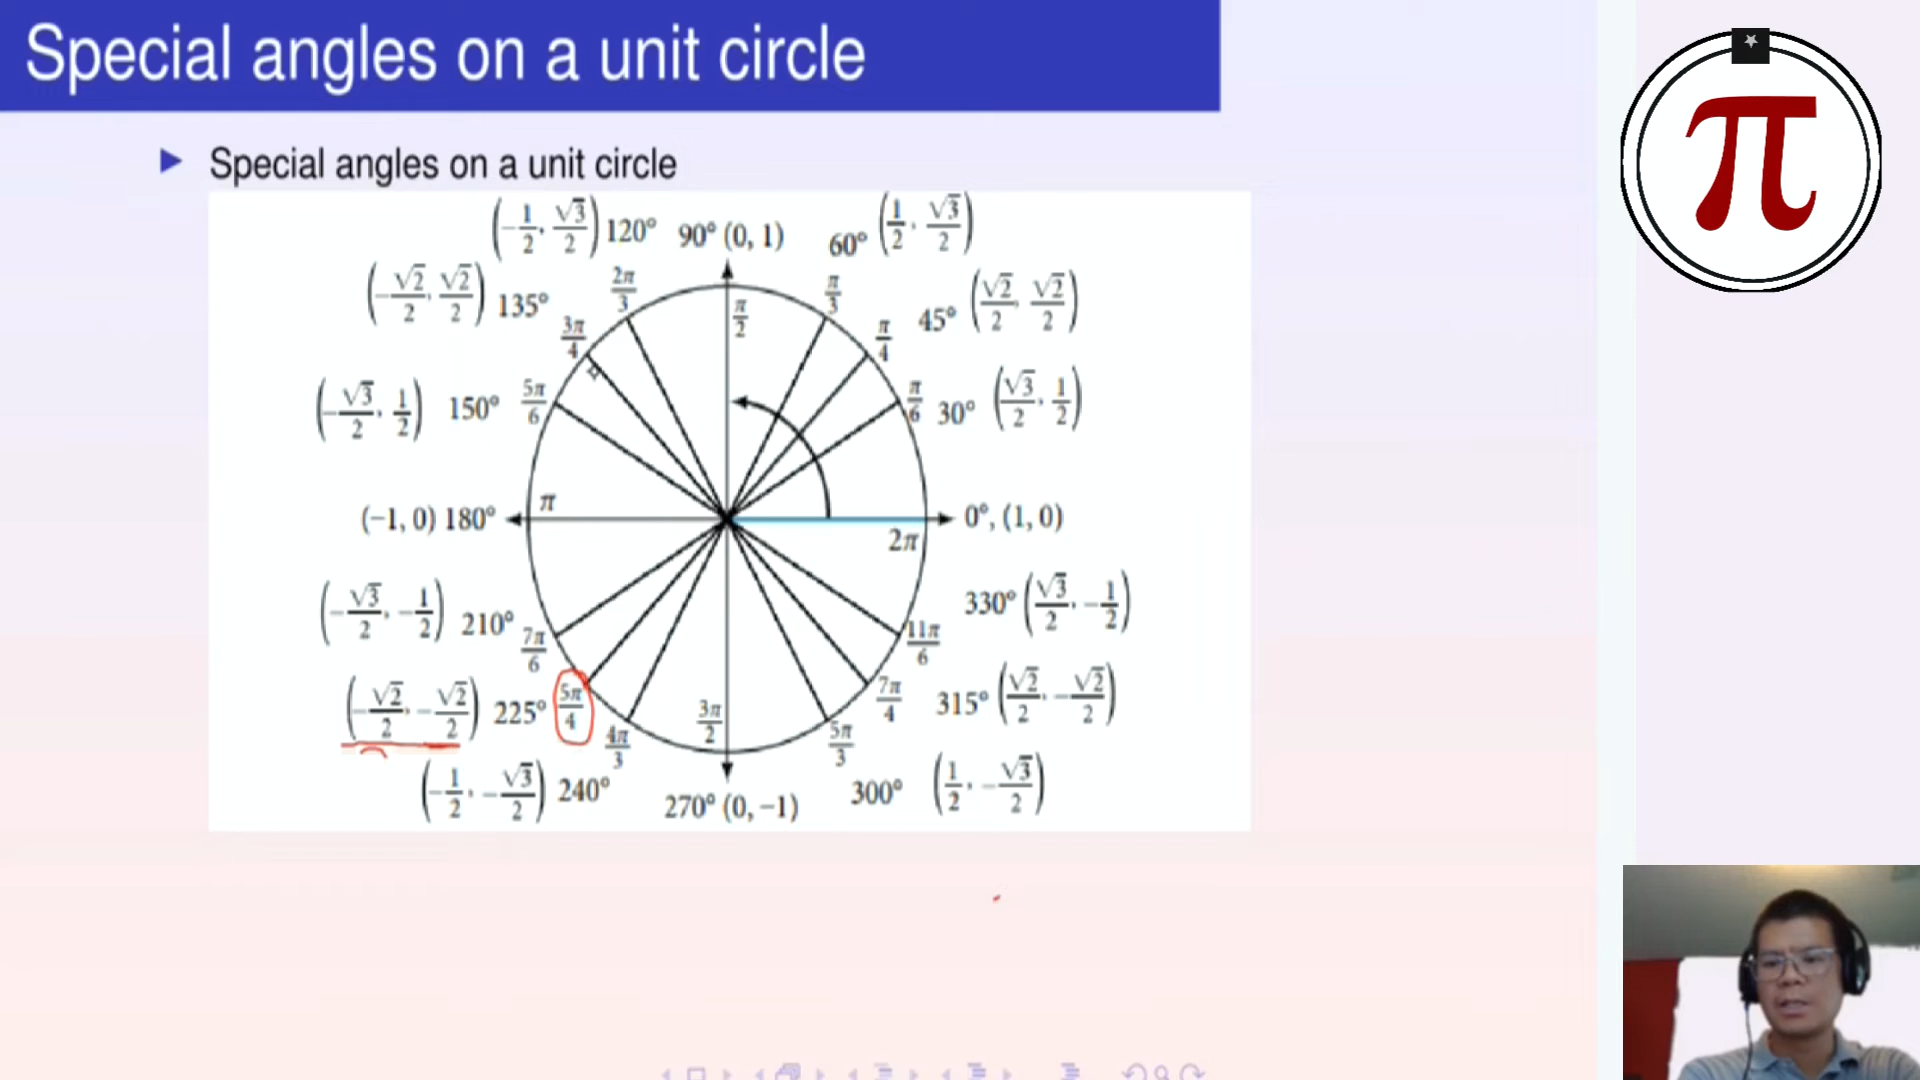 Special angles on a unit circle
Special angles on a unit circle
(-1/2, √3/2) 120° 90° (0, 1) 60° (1/2, √3/2)
(-√2/2, √2/2) 135° 2π/3 π/2 π/3 45° (√2/2, √2/2)
3π/4 π/4
(-√3/2, 1/2) 150° 5π/6 π/6 30° (√3/2, 1/2)
(-1, 0) 180° π 0°, (1, 0)
2π
(-√3/2, -1/2) 210° 7π/6 11π/6 330° (√3/2, -1/2)
(-√2/2, -√2/2) 225° 5π/4 7π/4 315° (√2/2, -√2/2)
4π/3 3π/2 5π/3
(-1/2, -√3/2) 240° 270° (0, -1) 300° (1/2, -√3/2)
π